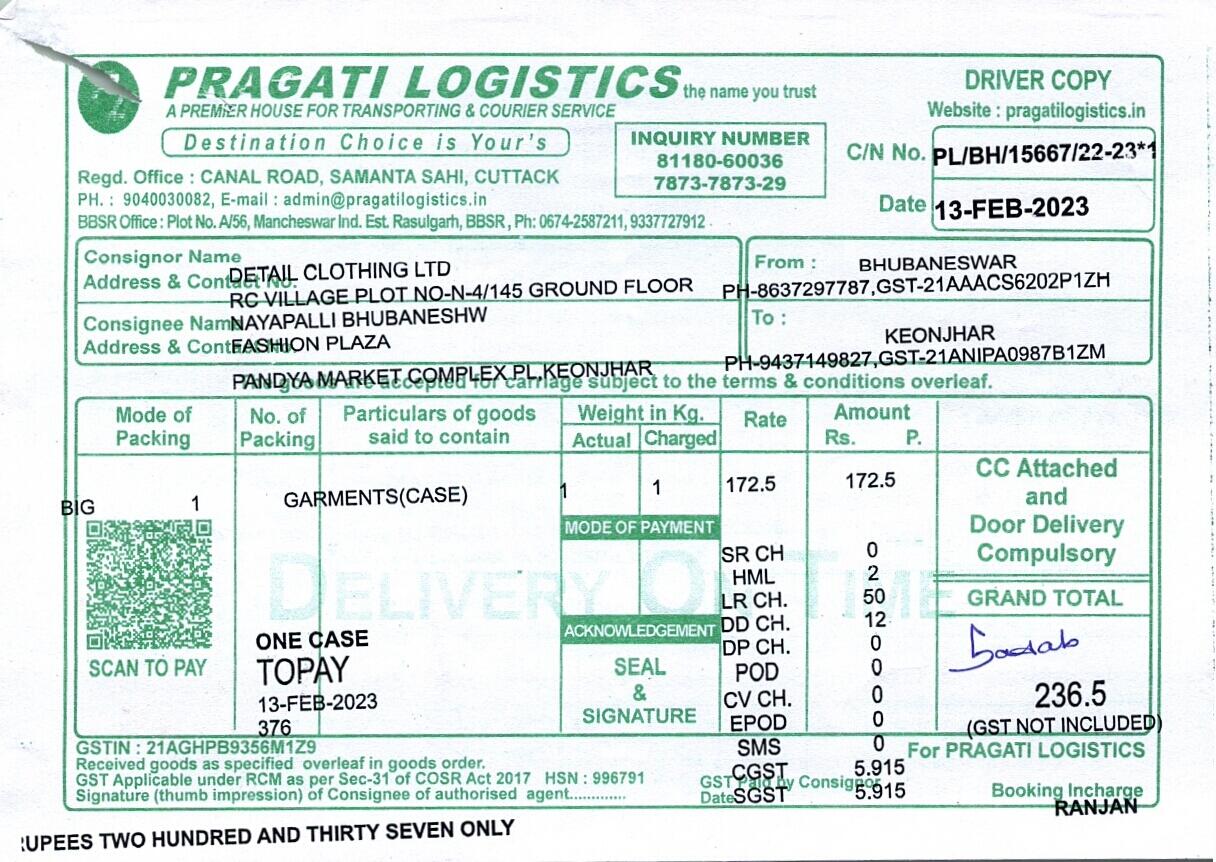 PRAGATI LOGISTICS the name you trust
A PREMIER HOUSE FOR TRANSPORTING & COURIER SERVICE
Destination Choice is Your's
DRIVER COPY
Website : pragatilogistics.in
INQUIRY NUMBER
81180-60036
7873-7873-29
C/N No. PL/BH/15667/22-23*1
Date 13-FEB-2023
Regd. Office : CANAL ROAD, SAMANTA SAHI, CUTTACK
PH. : 9040030082, E-mail : admin@pragatilogistics.in
BBSR Office : Plot No. A/56, Mancheswar Ind. Est. Rasulgarh, BBSR , Ph: 0674-2587211, 9337727912
Consignor Name
Address & Contact No.
DETAIL CLOTHING LTD
RC VILLAGE PLOT NO-N-4/145 GROUND FLOOR
NAYAPALLI BHUBANESHW
From : BHUBANESWAR
PH-8637297787,GST-21AAACS6202P1ZH
Consignee Name
Address & Contact No.
FASHION PLAZA
PANDYA MARKET COMPLEX PL,KEONJHAR
To : KEONJHAR
PH-9437149827,GST-21ANIPA0987B1ZM
goods are accepted for carriage subject to the terms & conditions overleaf.
Mode of Packing
No. of Packing
Particulars of goods said to contain
Weight in Kg.
Actual Charged
Rate
Amount
Rs. P.
BIG 1 GARMENTS(CASE) 1 1 172.5 172.5
CC Attached
and
Door Delivery
Compulsory
MODE OF PAYMENT
DELIVERY ON TIME
SR CH 0
HML 2
LR CH. 50
DD CH. 12
DP CH. 0
POD 0
CV CH. 0
EPOD 0
SMS 0
CGST 5.915
SGST 5.915
GRAND TOTAL
236.5
(GST NOT INCLUDED)
ACKNOWLEDGEMENT
SEAL
&
SIGNATURE
SCAN TO PAY
ONE CASE
TOPAY
13-FEB-2023
376
GSTIN : 21AGHPB9356M1Z9
Received goods as specified overleaf in goods order.
GST Applicable under RCM as per Sec-31 of COSR Act 2017 HSN : 996791
Signature (thumb impression) of Consignee of authorised agent.............
GST Paid by Consignor
Date
For PRAGATI LOGISTICS
Booking Incharge
RANJAN
RUPEES TWO HUNDRED AND THIRTY SEVEN ONLY